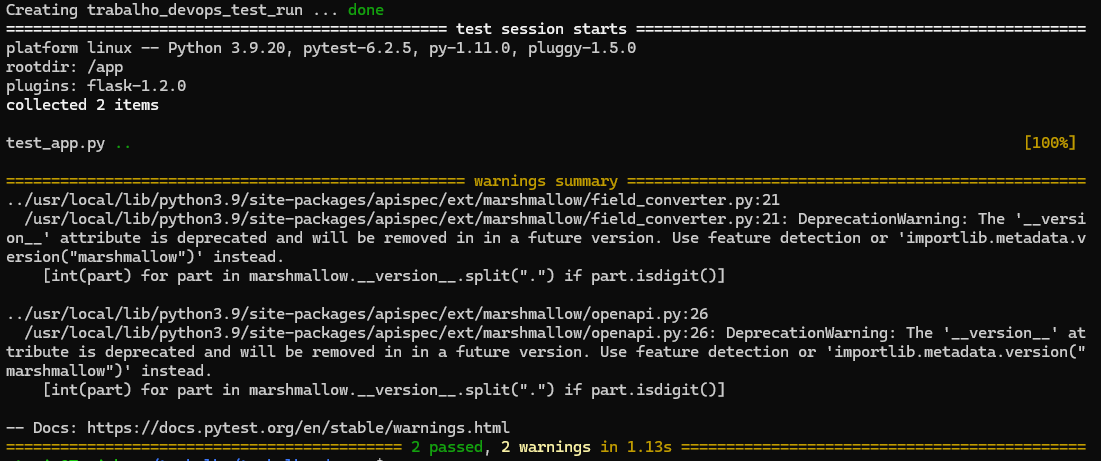 Creating trabalho_devops_test_run ... done
================================================= test session starts ==================================================
platform linux -- Python 3.9.20, pytest-6.2.5, py-1.11.0, pluggy-1.5.0
rootdir: /app
plugins: flask-1.2.0
collected 2 items
test_app.py .. [100%]
=================================================== warnings summary ===================================================
../usr/local/lib/python3.9/site-packages/apispec/ext/marshmallow/field_converter.py:21
  /usr/local/lib/python3.9/site-packages/apispec/ext/marshmallow/field_converter.py:21: DeprecationWarning: The '__versi
on__' attribute is deprecated and will be removed in in a future version. Use feature detection or 'importlib.metadata.v
ersion("marshmallow")' instead.
    [int(part) for part in marshmallow.__version__.split(".") if part.isdigit()]
../usr/local/lib/python3.9/site-packages/apispec/ext/marshmallow/openapi.py:26
  /usr/local/lib/python3.9/site-packages/apispec/ext/marshmallow/openapi.py:26: DeprecationWarning: The '__version__' at
tribute is deprecated and will be removed in in a future version. Use feature detection or 'importlib.metadata.version("
marshmallow")' instead.
    [int(part) for part in marshmallow.__version__.split(".") if part.isdigit()]
-- Docs: https://docs.pytest.org/en/stable/warnings.html
============================================ 2 passed, 2 warnings in 1.13s =============================================